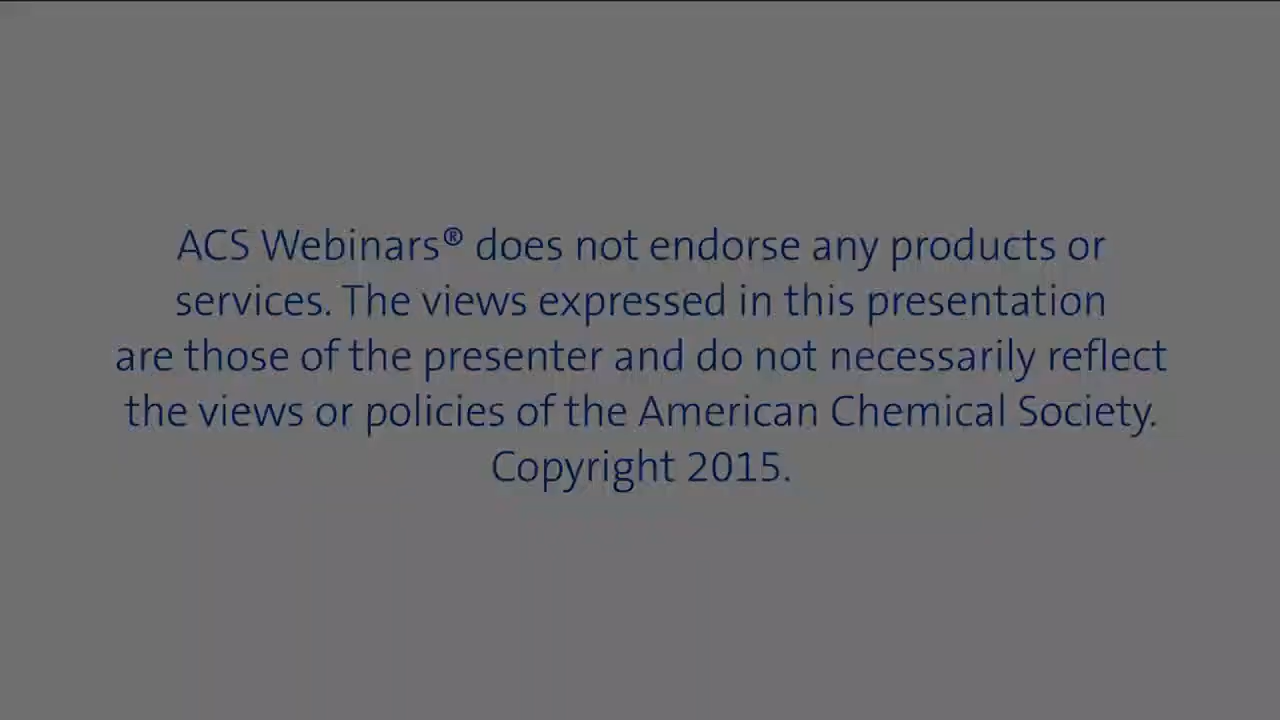 ACS Webinars® does not endorse any products or
services. The views expressed in this presentation
are those of the presenter and do not necessarily reflect
the views or policies of the American Chemical Society.
Copyright 2015.